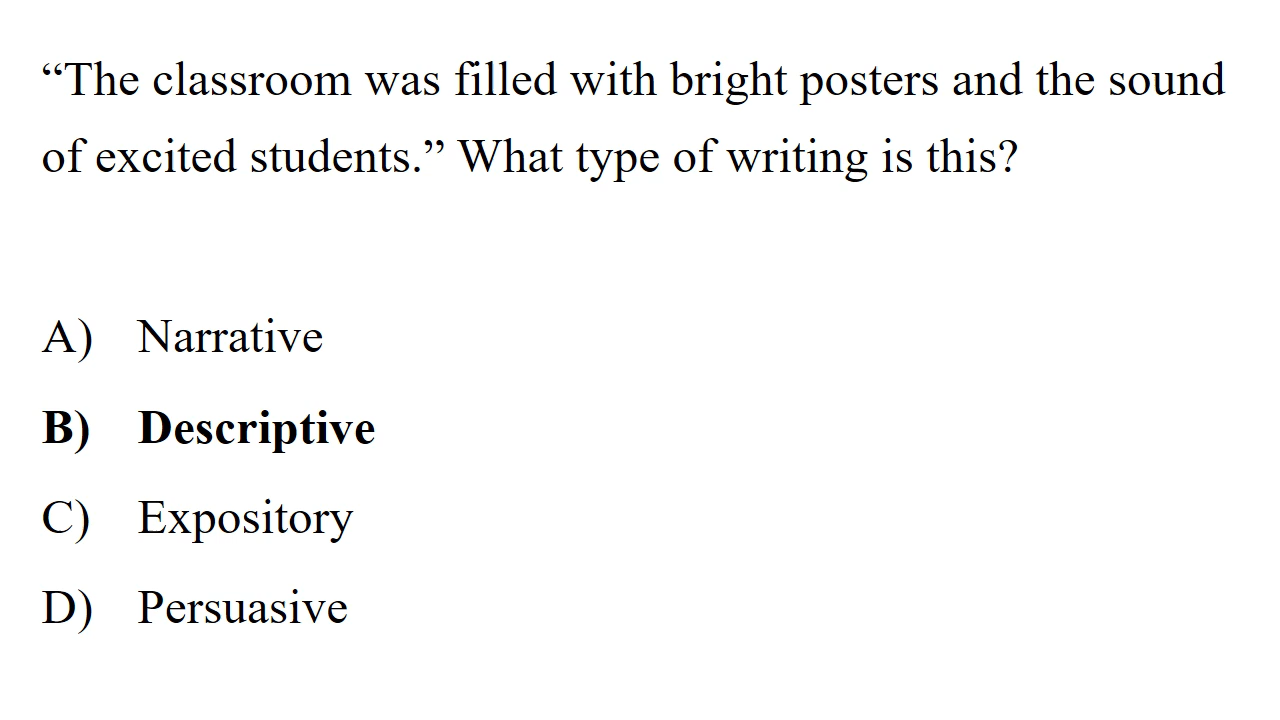 “The classroom was filled with bright posters and the sound
of excited students.” What type of writing is this?
A) Narrative
B) Descriptive
C) Expository
D) Persuasive